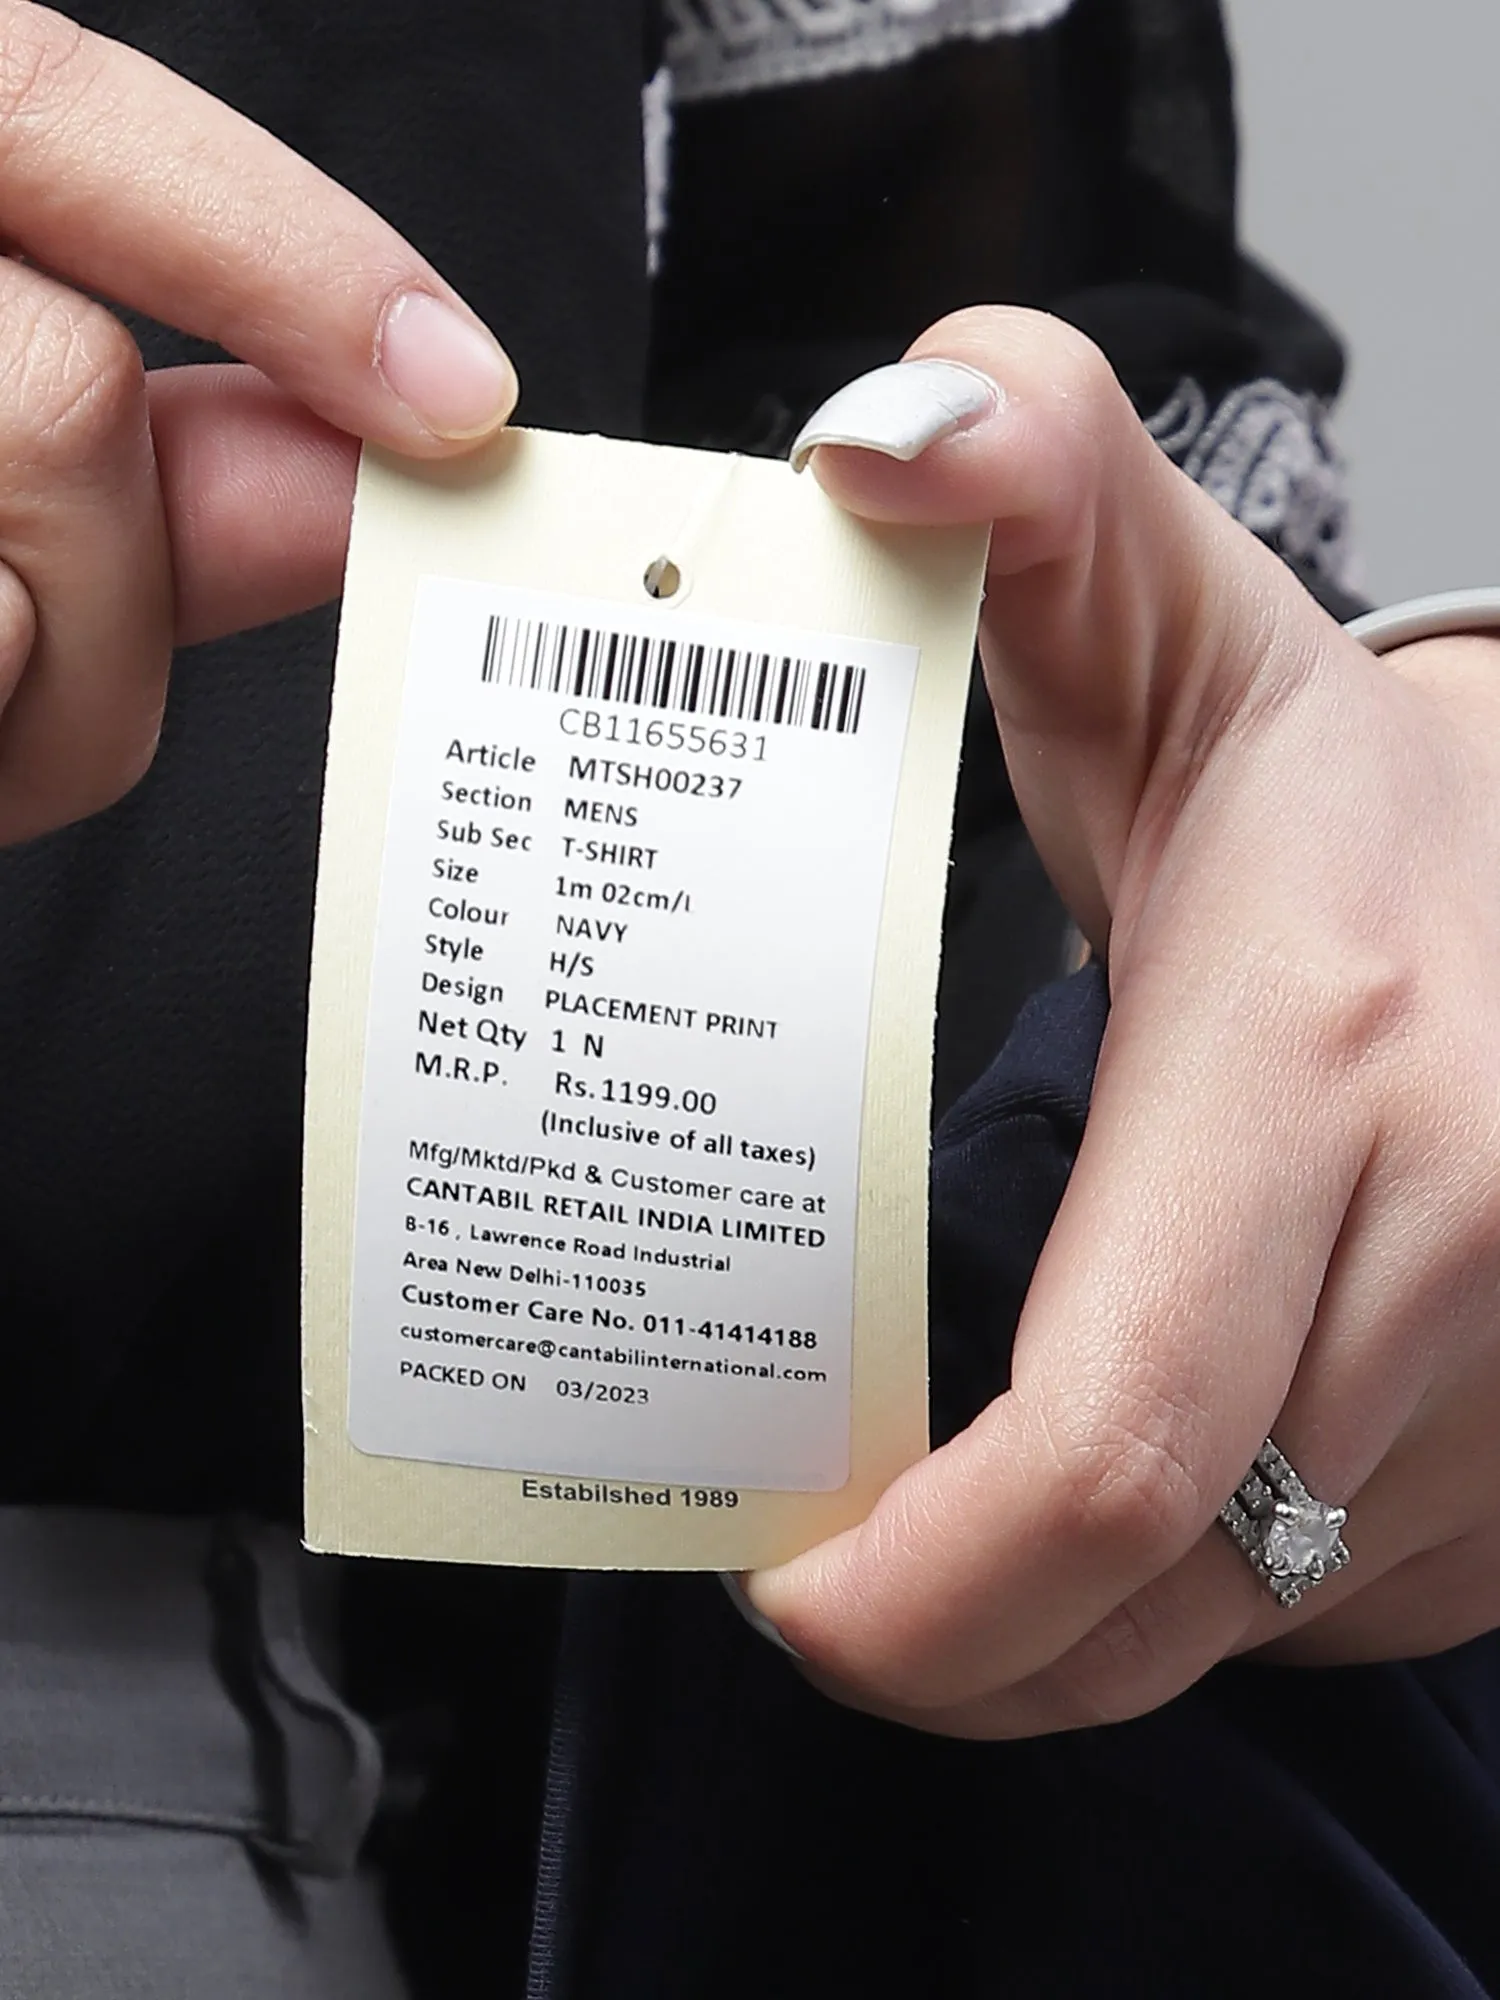 CB11655631
Article MTSH00237
Section MENS
Sub Sec T-SHIRT
Size 1m 02cm/L
Colour NAVY
Style H/S
Design PLACEMENT PRINT
Net Qty 1 N
M.R.P. Rs.1199.00
(Inclusive of all taxes)
Mfg/Mktd/Pkd & Customer care at
CANTABIL RETAIL INDIA LIMITED
B-16 , Lawrence Road Industrial
Area New Delhi-110035
Customer Care No. 011-41414188
customercare@cantabilinternational.com
PACKED ON 03/2023
Estabilshed 1989